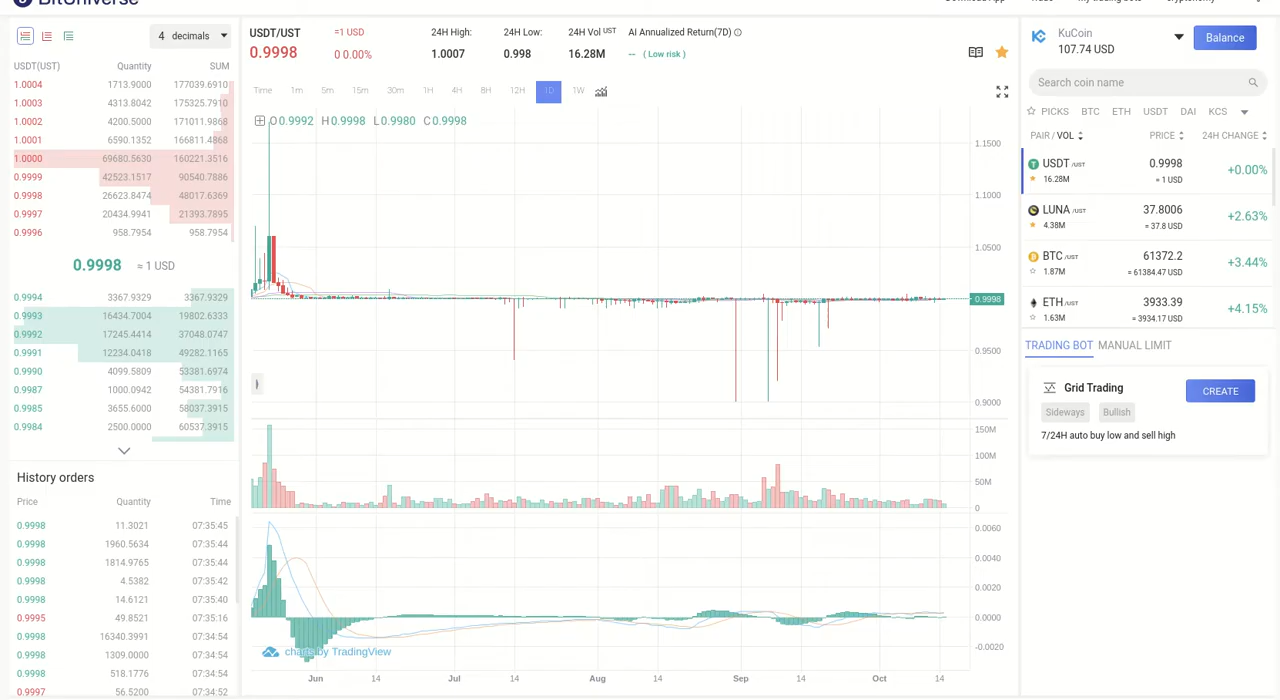 BitUniverse
4 decimals
USDT(UST) Quantity SUM
1.0004 1713.9000 177039.6910
1.0003 4313.8042 175325.7910
1.0002 4200.5000 171011.9868
1.0001 6590.1352 166811.4868
1.0000 69680.5630 160221.3516
0.9999 42523.1517 90540.7886
0.9998 26623.8474 48017.6369
0.9997 20434.9941 21393.7895
0.9996 958.7954 958.7954
0.9998 ≈ 1 USD
0.9994 3367.9329 3367.9329
0.9993 16434.7004 19802.6333
0.9992 17245.4414 37048.0747
0.9991 12234.0418 49282.1165
0.9990 4099.5809 53381.6974
0.9987 1000.0942 54381.7916
0.9985 3655.6000 58037.3915
0.9984 2500.0000 60537.3915
History orders
Price Quantity Time
0.9998 11.3021 07:35:45
0.9998 1960.5634 07:35:44
0.9998 1814.9765 07:35:44
0.9998 4.5382 07:35:42
0.9998 14.6121 07:35:40
0.9995 49.8521 07:35:16
0.9998 16340.3991 07:34:54
0.9998 1309.0000 07:34:54
0.9998 518.1776 07:34:54
0.9997 56.5200 07:34:52
USDT/UST ≈1 USD 24H High: 24H Low: 24H Vol UST AI Annualized Return(7D)
0.9998 0 0.00% 1.0007 0.998 16.28M -- ( Low risk )
Time 1m 5m 15m 30m 1H 4H 8H 12H 1D 1W
O0.9992 H0.9998 L0.9980 C0.9998
1.1500
1.1000
1.0500
0.9998
0.9500
0.9000
150M
100M
50M
0
0.0060
0.0040
0.0020
0.0000
-0.0020
charts by TradingView
Jun 14 Jul 14 Aug 14 Sep 14 Oct 14
KuCoin
107.74 USD
Balance
Search coin name
PICKS BTC ETH USDT DAI KCS
PAIR / VOL PRICE 24H CHANGE
USDT /UST 0.9998 +0.00%
16.28M ≈ 1 USD
LUNA /UST 37.8006 +2.63%
4.38M ≈ 37.8 USD
BTC /UST 61372.2 +3.44%
1.87M ≈ 61384.47 USD
ETH /UST 3933.39 +4.15%
1.63M ≈ 3934.17 USD
TRADING BOT MANUAL LIMIT
Grid Trading CREATE
Sideways Bullish
7/24H auto buy low and sell high